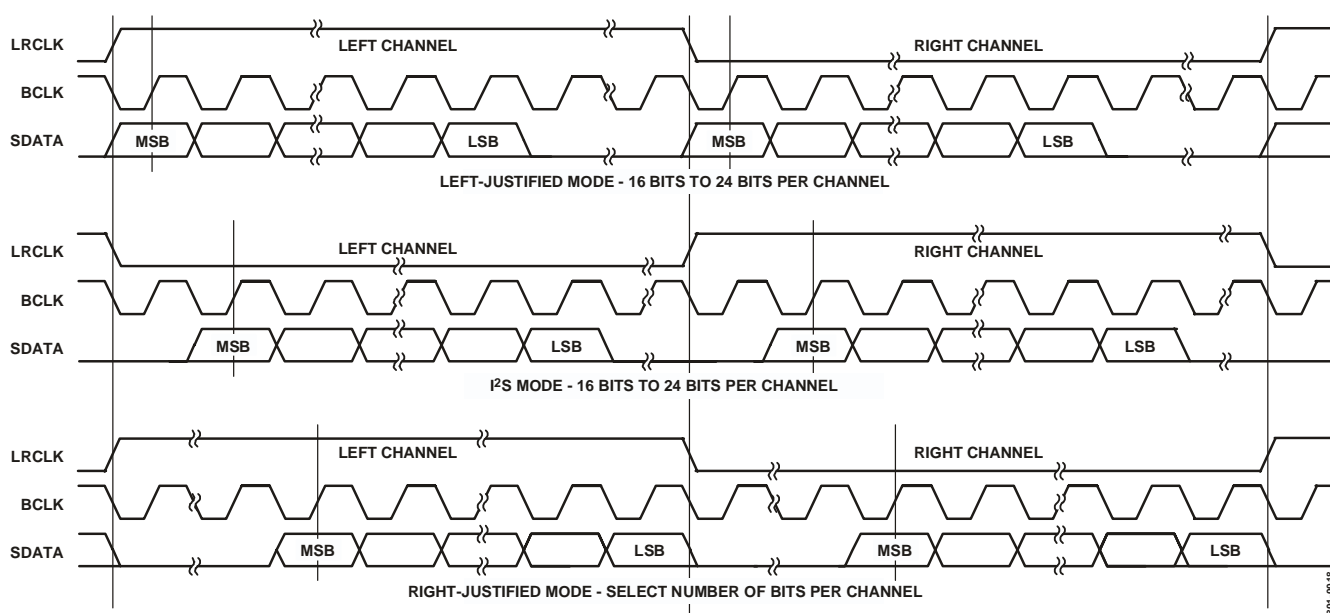 LRCLK LEFT CHANNEL RIGHT CHANNEL
BCLK
SDATA MSB LSB MSB LSB
LEFT-JUSTIFIED MODE - 16 BITS TO 24 BITS PER CHANNEL
LRCLK LEFT CHANNEL RIGHT CHANNEL
BCLK
SDATA MSB LSB MSB LSB
I²S MODE - 16 BITS TO 24 BITS PER CHANNEL
LRCLK LEFT CHANNEL RIGHT CHANNEL
BCLK
SDATA MSB LSB MSB LSB
RIGHT-JUSTIFIED MODE - SELECT NUMBER OF BITS PER CHANNEL